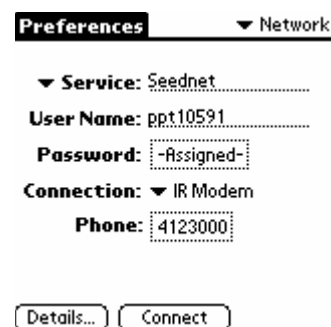 Preferences ▼ Network
▼ Service: Seednet
User Name: ppt10591
Password: -Assigned-
Connection: ▼ IR Modem
Phone: 4123000
Details... Connect